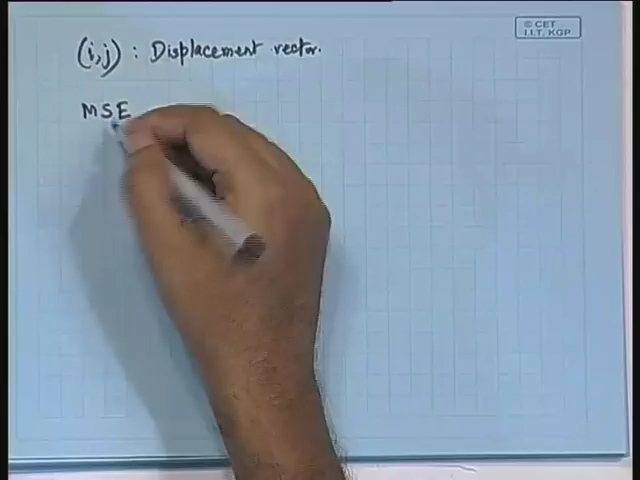 © CET
I.I.T. KGP
(i,j) : Displacement vector.
MSE